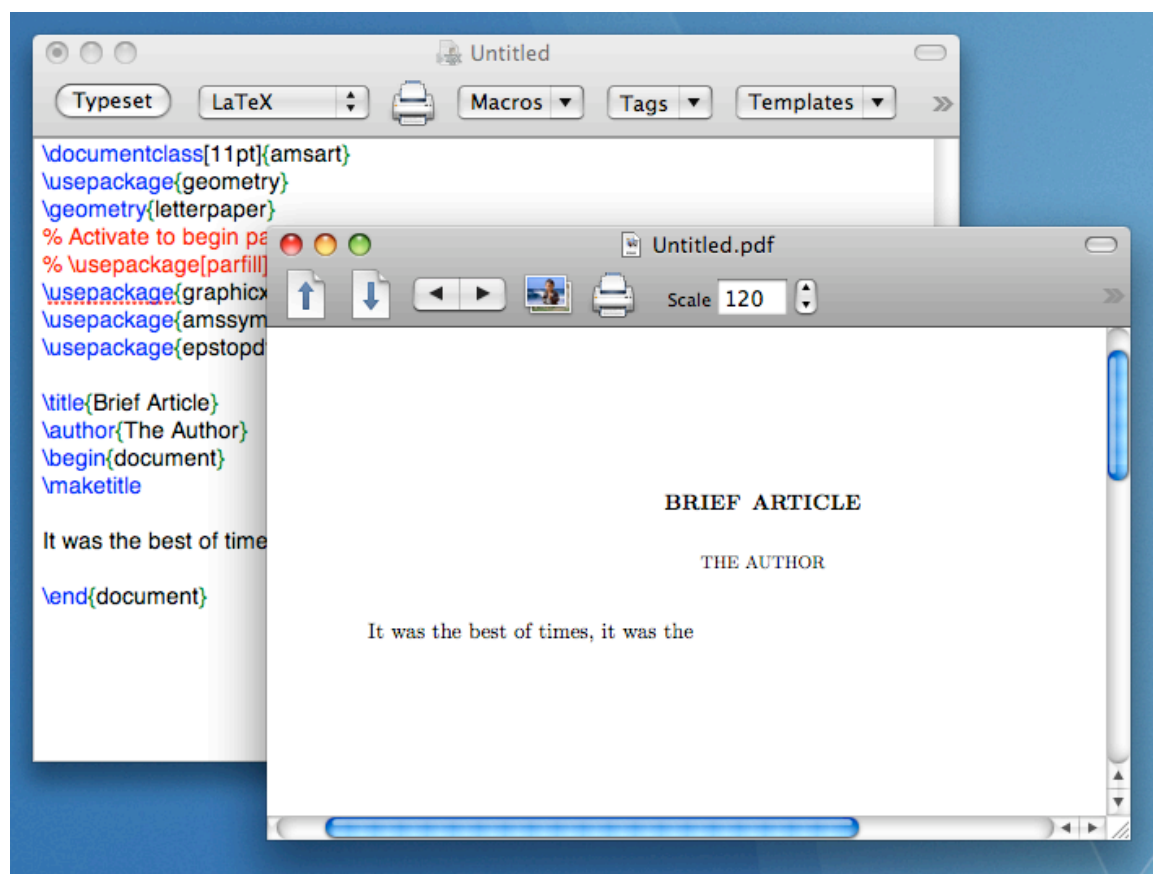 Untitled
Typeset LaTeX Macros Tags Templates »
\documentclass[11pt]{amsart}
\usepackage{geometry}
\geometry{letterpaper}
% Activate to begin pa
% \usepackage[parfill]
\usepackage{graphicx
\usepackage{amssym
\usepackage{epstopd
\title{Brief Article}
\author{The Author}
\begin{document}
\maketitle
It was the best of time
\end{document}
Untitled.pdf
Scale 120 »
BRIEF ARTICLE
THE AUTHOR
It was the best of times, it was the